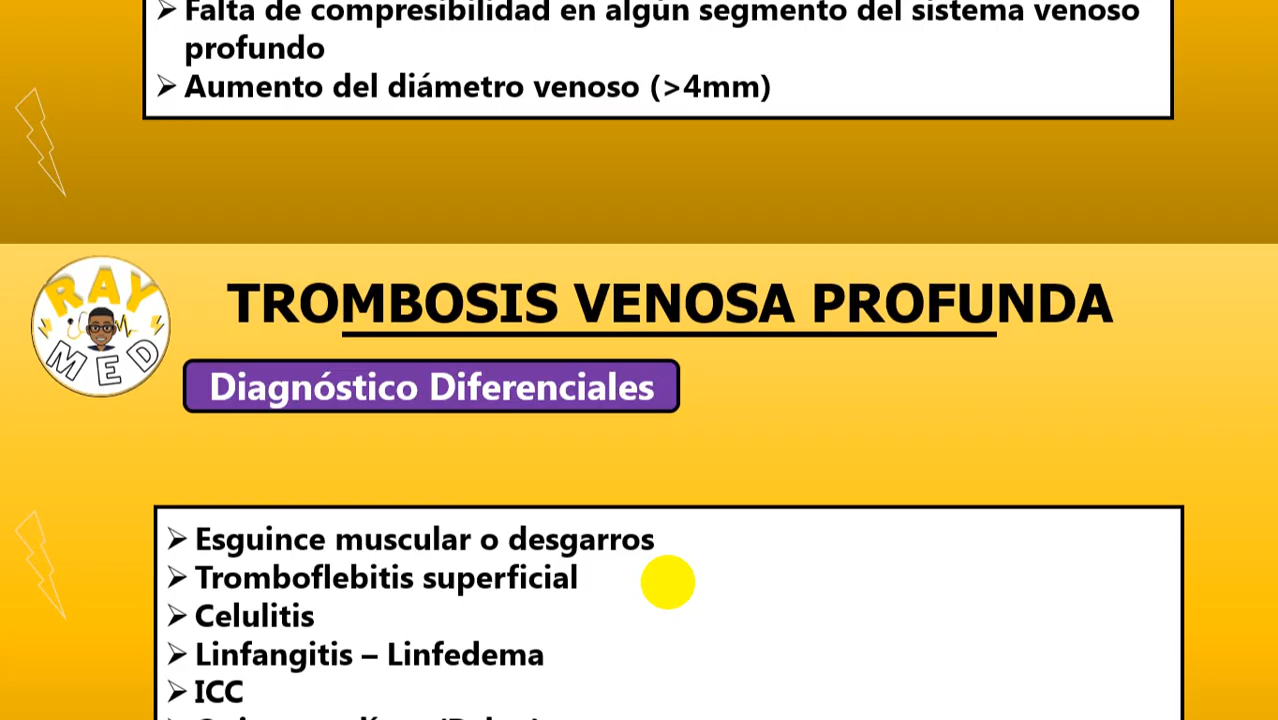 Falta de compresibilidad en algún segmento del sistema venoso
profundo
Aumento del diámetro venoso (>4mm)
RAY
MED
TROMBOSIS VENOSA PROFUNDA
Diagnóstico Diferenciales
Esguince muscular o desgarros
Tromboflebitis superficial
Celulitis
Linfangitis – Linfedema
ICC